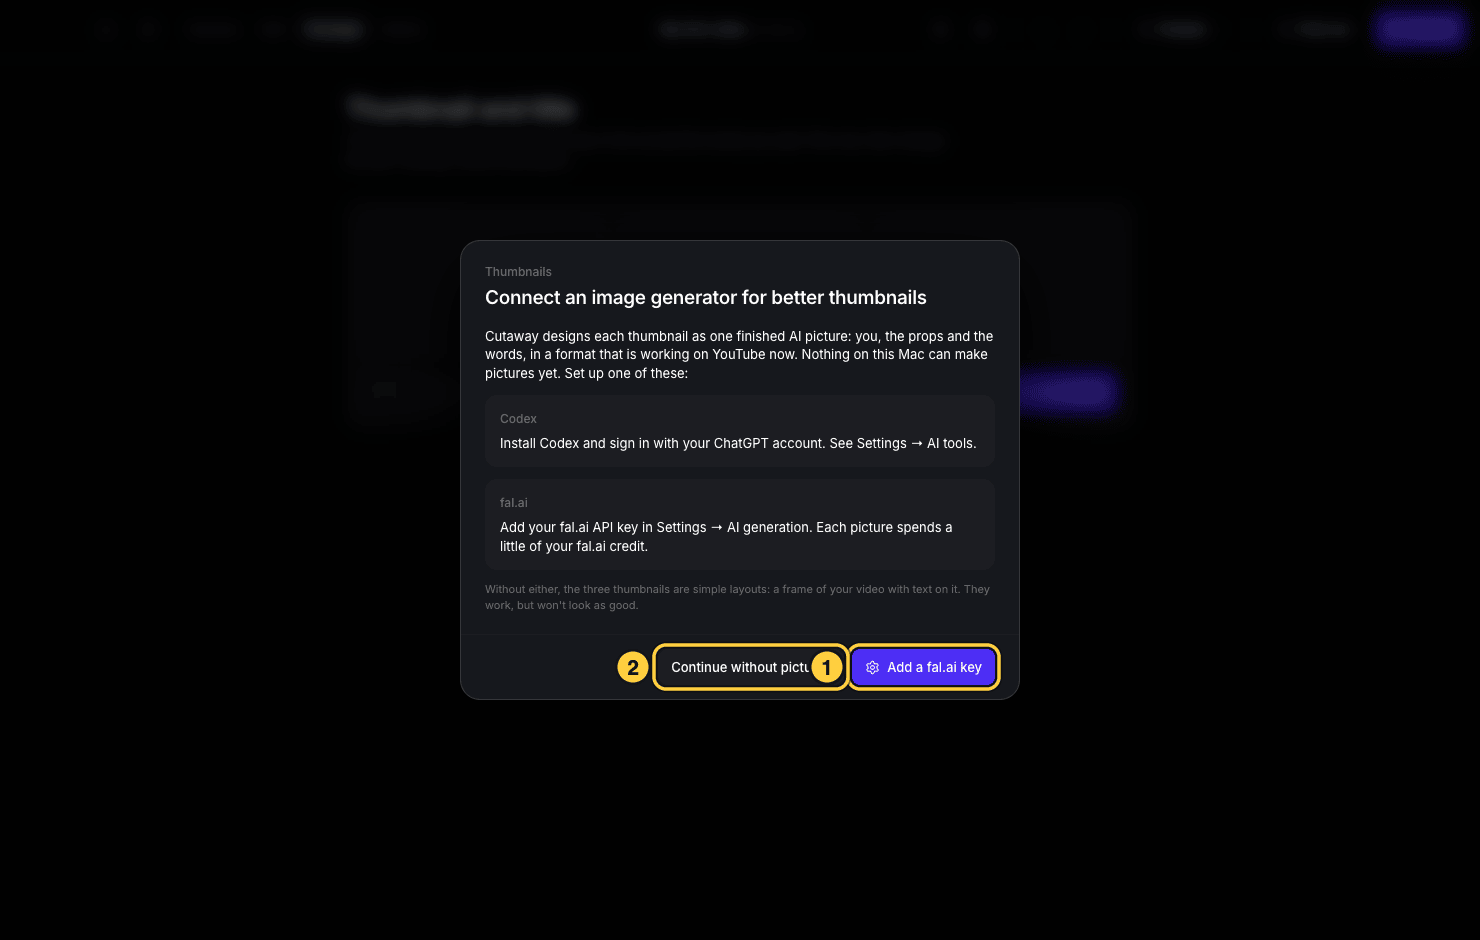 Thumbnail and title
Thumbnails
Connect an image generator for better thumbnails
Cutaway designs each thumbnail as one finished AI picture: you, the props and the
words, in a format that is working on YouTube now. Nothing on this Mac can make
pictures yet. Set up one of these:
Codex
Install Codex and sign in with your ChatGPT account. See Settings → AI tools.
fal.ai
Add your fal.ai API key in Settings → AI generation. Each picture spends a
little of your fal.ai credit.
Without either, the three thumbnails are simple layouts: a frame of your video with text on it. They
work, but won't look as good.
2 Continue without pictu 1 Add a fal.ai key